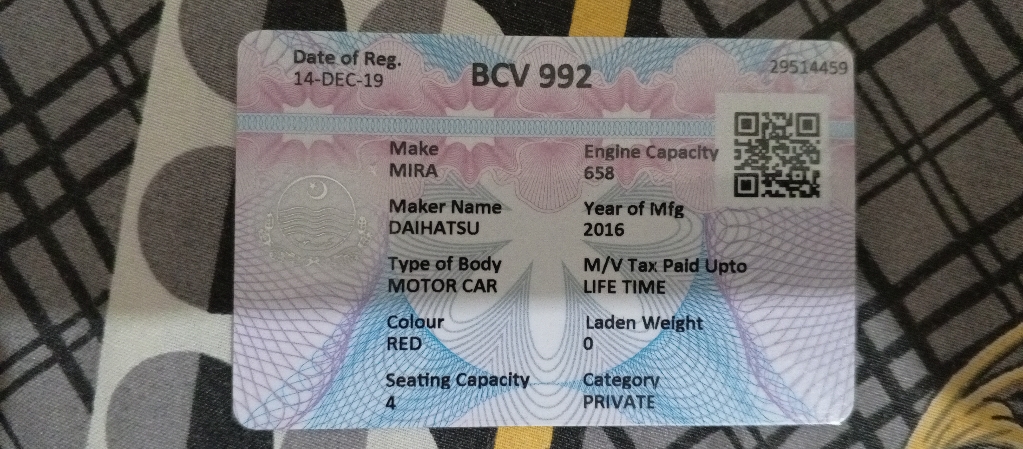 Date of Reg.
14-DEC-19
BCV 992
29514459
Make
MIRA
Engine Capacity
658
Maker Name
DAIHATSU
Year of Mfg
2016
Type of Body
MOTOR CAR
M/V Tax Paid Upto
LIFE TIME
Colour
RED
Laden Weight
0
Seating Capacity
4
Category
PRIVATE